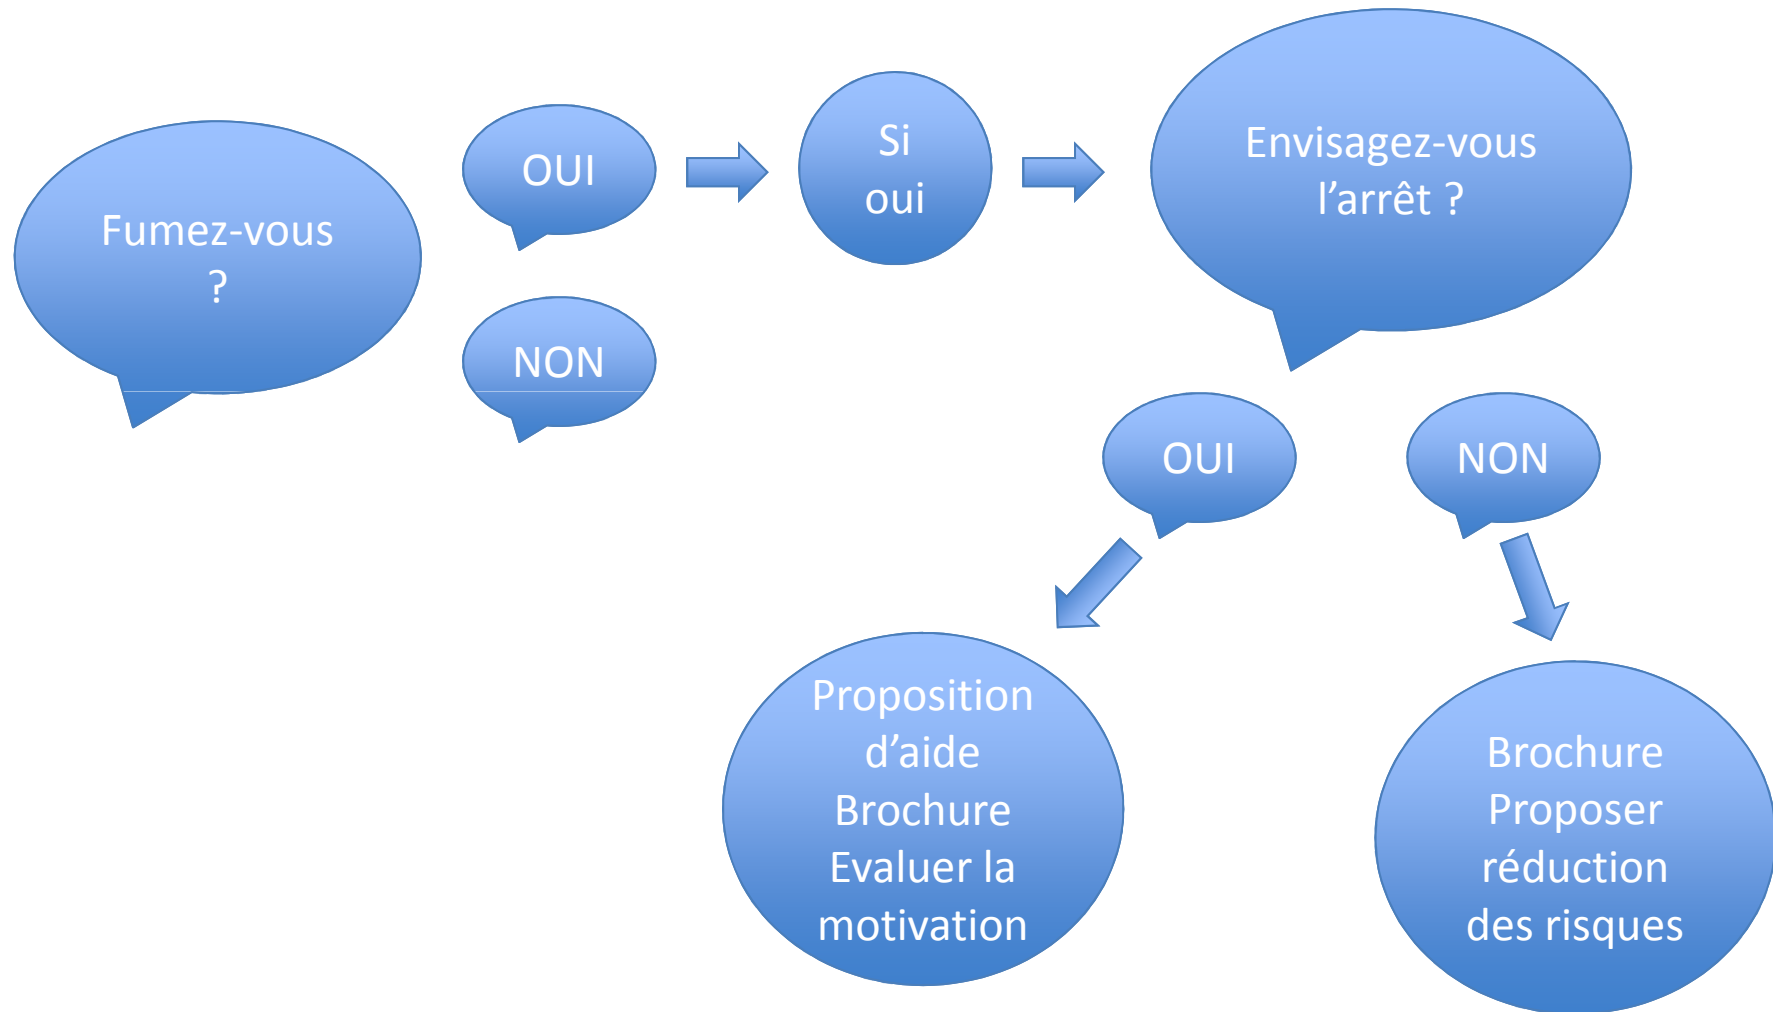 Fumez-vous
?
OUI
NON
Si
oui
Envisagez-vous
l’arrêt ?
OUI
NON
Proposition
d’aide
Brochure
Evaluer la
motivation
Brochure
Proposer
réduction
des risques